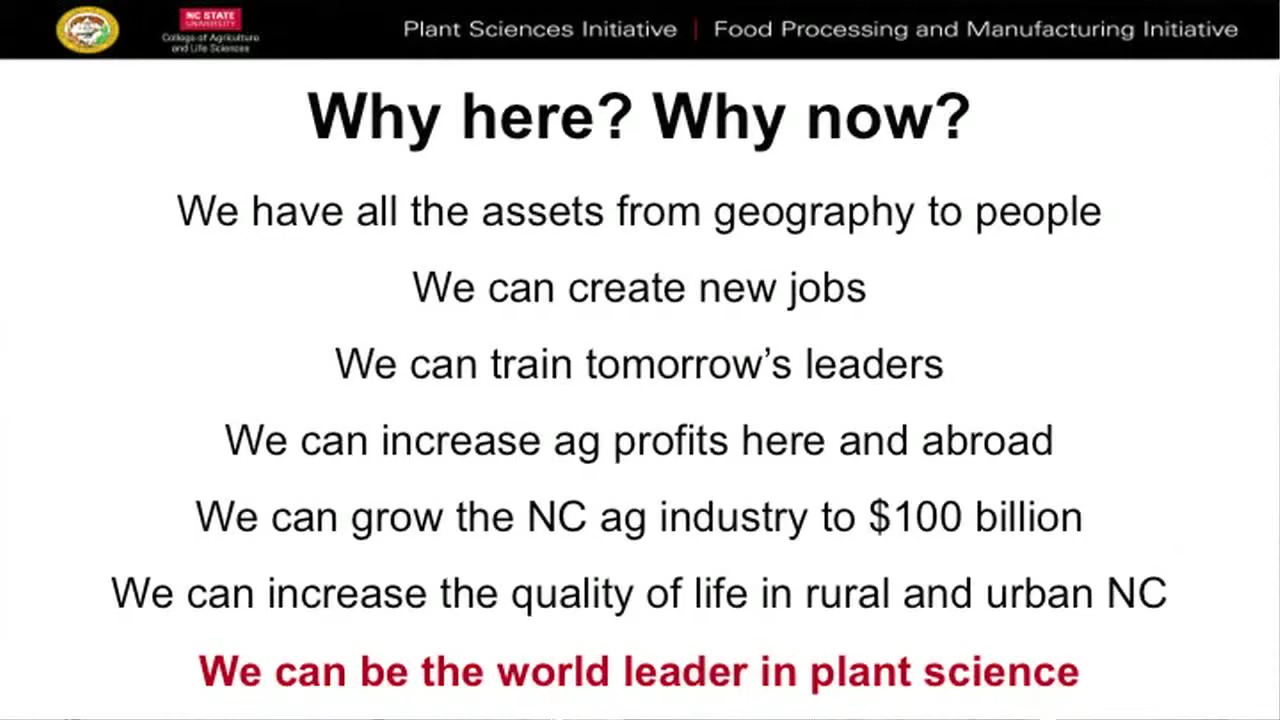 NC STATE
UNIVERSITY
College of Agriculture
and Life Sciences
Plant Sciences Initiative | Food Processing and Manufacturing Initiative
Why here? Why now?
We have all the assets from geography to people
We can create new jobs
We can train tomorrow’s leaders
We can increase ag profits here and abroad
We can grow the NC ag industry to $100 billion
We can increase the quality of life in rural and urban NC
We can be the world leader in plant science